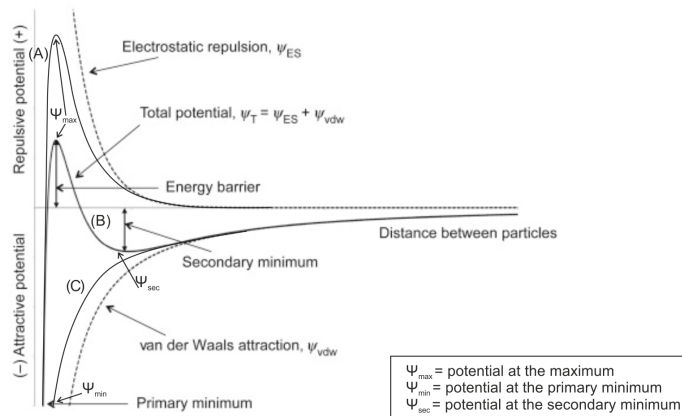 Repulsive potential (+)
(–) Attractive potential
(A)
Electrostatic repulsion, ψES
Ψmax
Total potential, ψT = ψES + ψvdw
Energy barrier
(B)
Distance between particles
Secondary minimum
Ψsec
(C)
van der Waals attraction, ψvdw
Ψmin
Primary minimum
Ψmax = potential at the maximum
Ψmin = potential at the primary minimum
Ψsec = potential at the secondary minimum